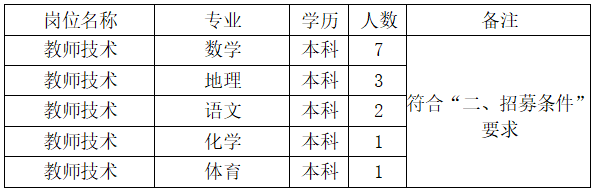 岗位名称 专业 学历 人数 备注
教师技术 数学 本科 7
教师技术 地理 本科 3
教师技术 语文 本科 2
教师技术 化学 本科 1
教师技术 体育 本科 1
符合“二、招募条件”
要求